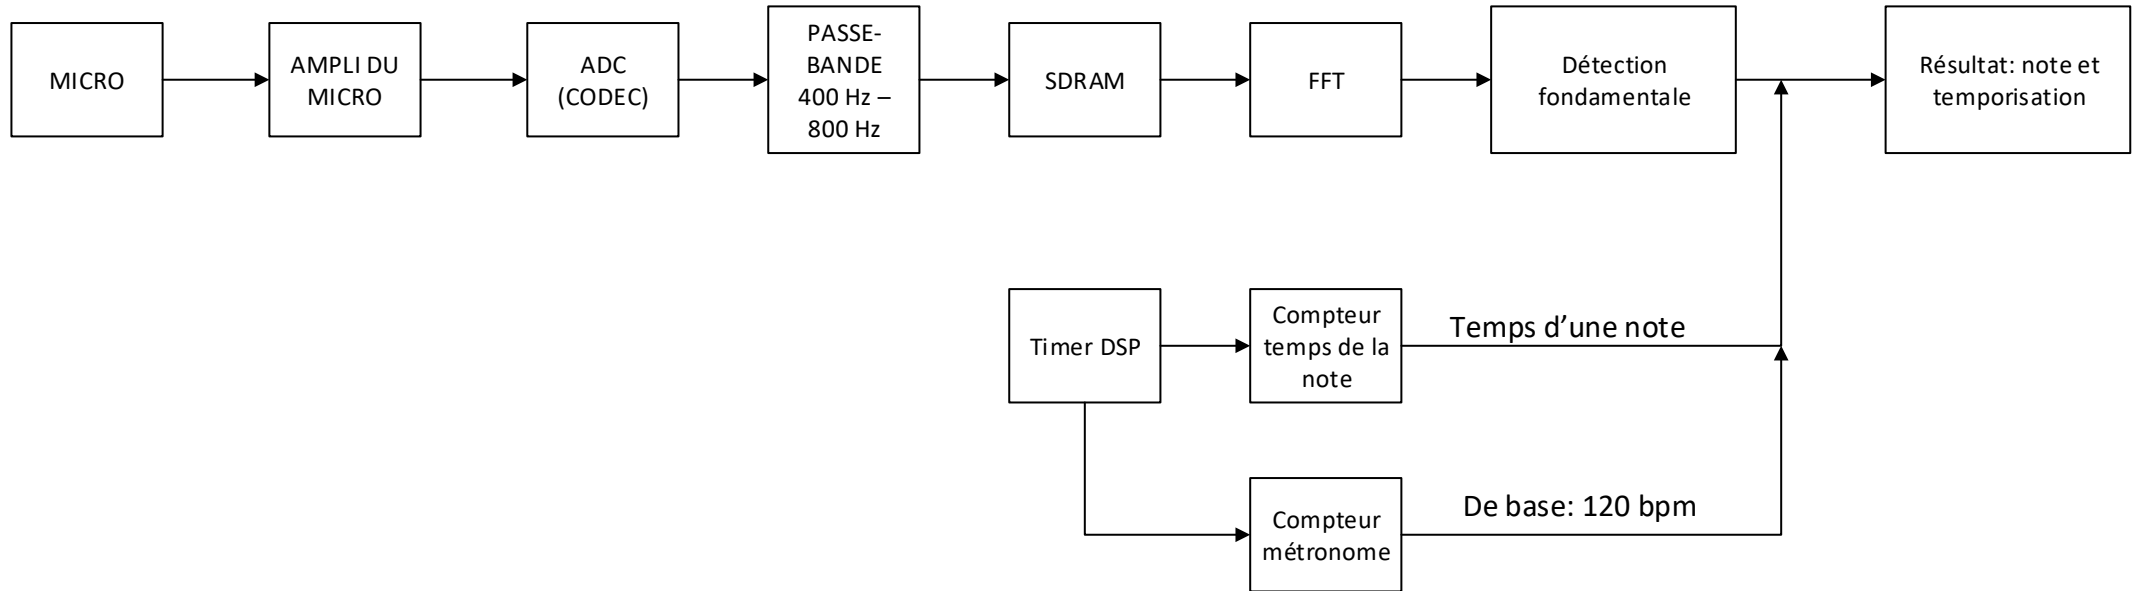 MICRO
AMPLI DU
MICRO
ADC
(CODEC)
PASSE-
BANDE
400 Hz –
800 Hz
SDRAM
FFT
Détection
fondamentale
Résultat: note et
temporisation
Timer DSP
Compteur
temps de la
note
Temps d’une note
Compteur
métronome
De base: 120 bpm